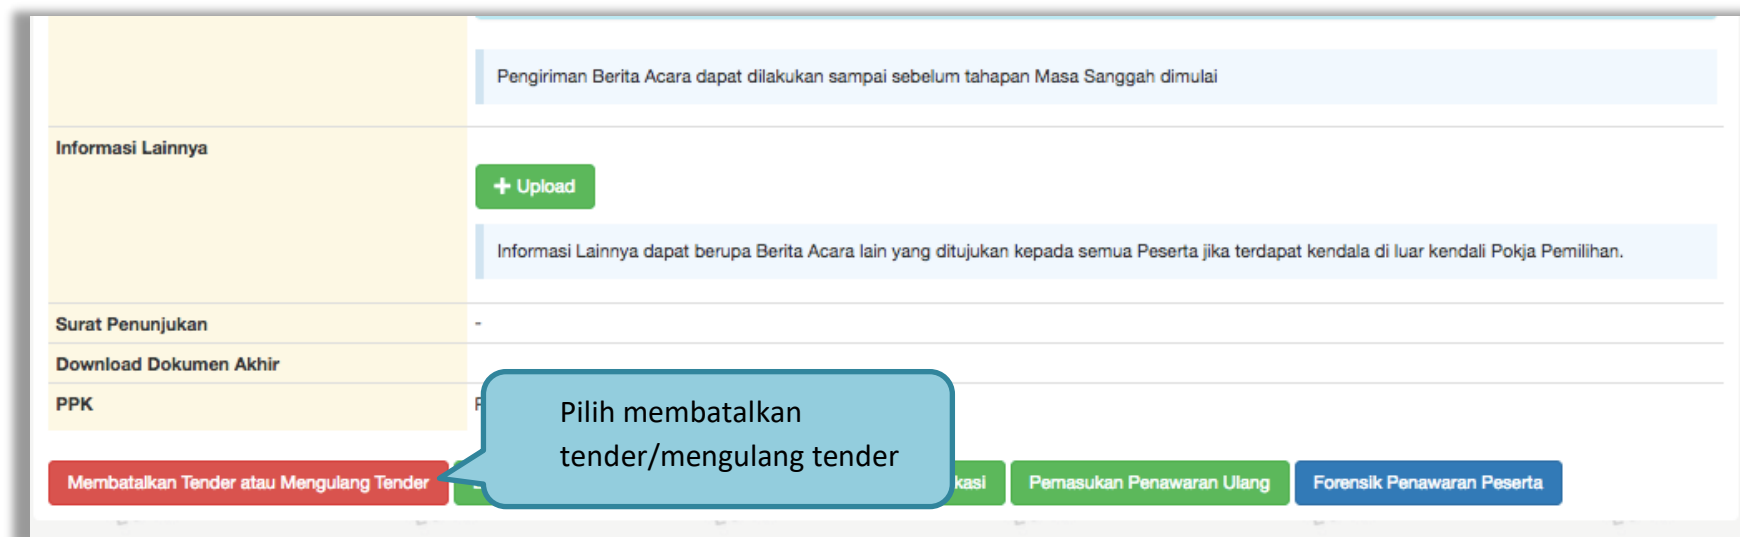 Pengiriman Berita Acara dapat dilakukan sampai sebelum tahapan Masa Sanggah dimulai
Informasi Lainnya
+ Upload
Informasi Lainnya dapat berupa Berita Acara lain yang ditujukan kepada semua Peserta jika terdapat kendala di luar kendali Pokja Pemilihan.
Surat Penunjukan
-
Download Dokumen Akhir
PPK
Pilih membatalkan
tender/mengulang tender
Membatalkan Tender atau Mengulang Tender
kasi
Pemasukan Penawaran Ulang
Forensik Penawaran Peserta